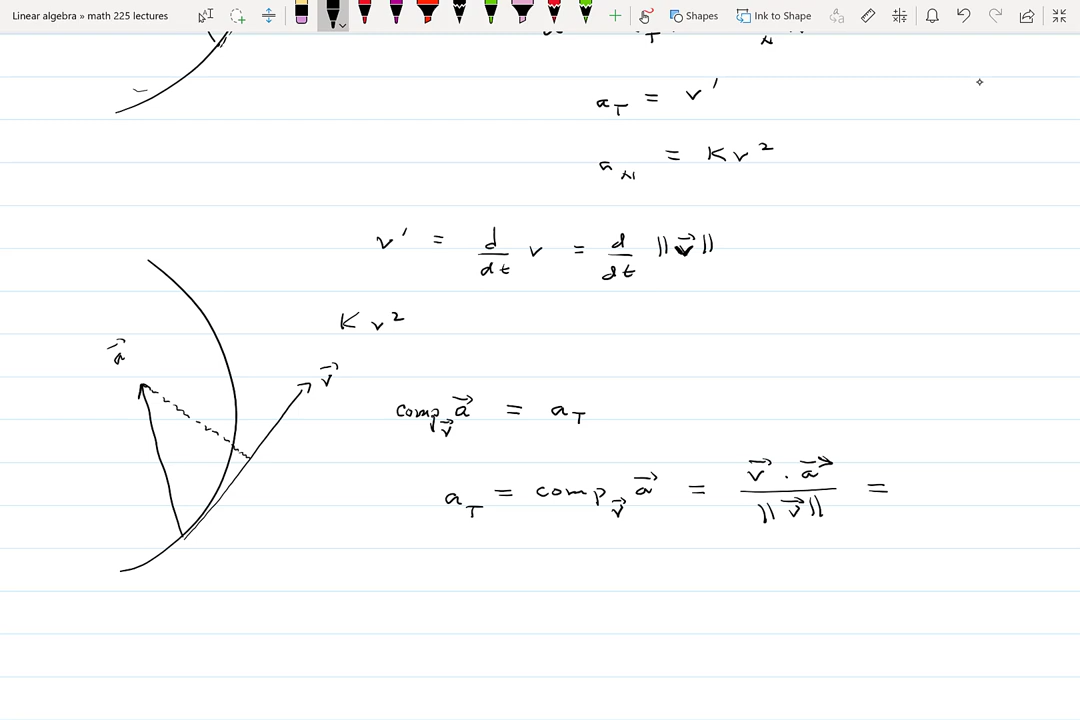 Linear algebra » math 225 lectures
Shapes
Ink to Shape
a_T = v'
a_N = K v²
v' = d/dt v = d/dt ||v⃗||
K v²
a⃗
v⃗
comp_v⃗ a⃗ = a_T
a_T = comp_v⃗ a⃗ = v⃗ · a⃗ / ||v⃗|| =